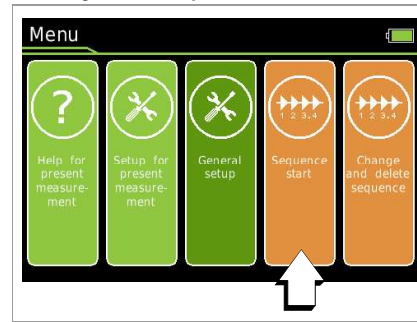 Menu
?
Help for
present
measure-
ment
Setup for
present
measure-
ment
General
setup
1 2 3..4
Sequence
start
1 2 3..4
Change
and delete
sequence